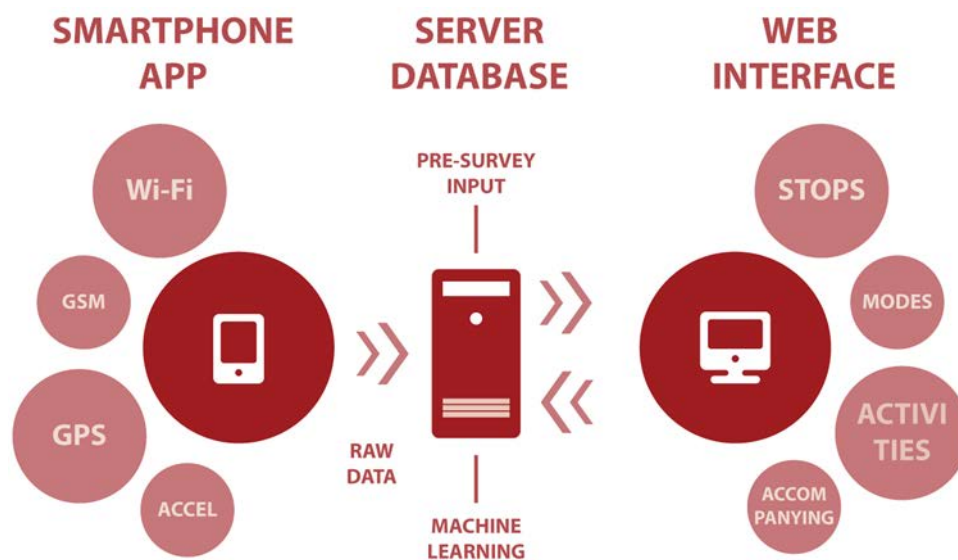 SMARTPHONE
APP
SERVER
DATABASE
WEB
INTERFACE
Wi-Fi
GSM
GPS
ACCEL
RAW
DATA
PRE-SURVEY
INPUT
MACHINE
LEARNING
STOPS
MODES
ACTIVI
TIES
ACCOM
PANYING